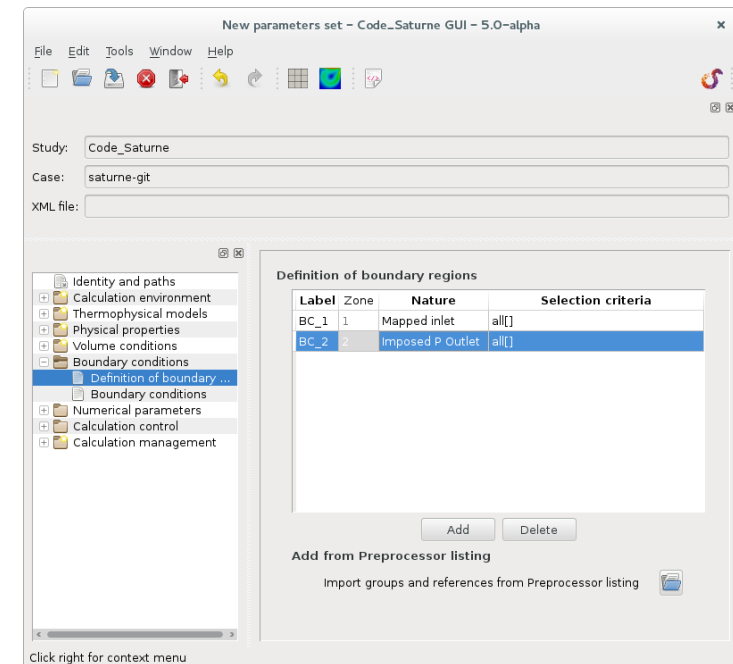 New parameters set – Code_Saturne GUI – 5.0-alpha
File Edit Tools Window Help
Study: Code_Saturne
Case: saturne-git
XML file:
Identity and paths
Calculation environment
Thermophysical models
Physical properties
Volume conditions
Boundary conditions
Definition of boundary ...
Boundary conditions
Numerical parameters
Calculation control
Calculation management
Definition of boundary regions
Label Zone Nature Selection criteria
BC_1 1 Mapped inlet all[]
BC_2 2 Imposed P Outlet all[]
Add Delete
Add from Preprocessor listing
Import groups and references from Preprocessor listing
Click right for context menu